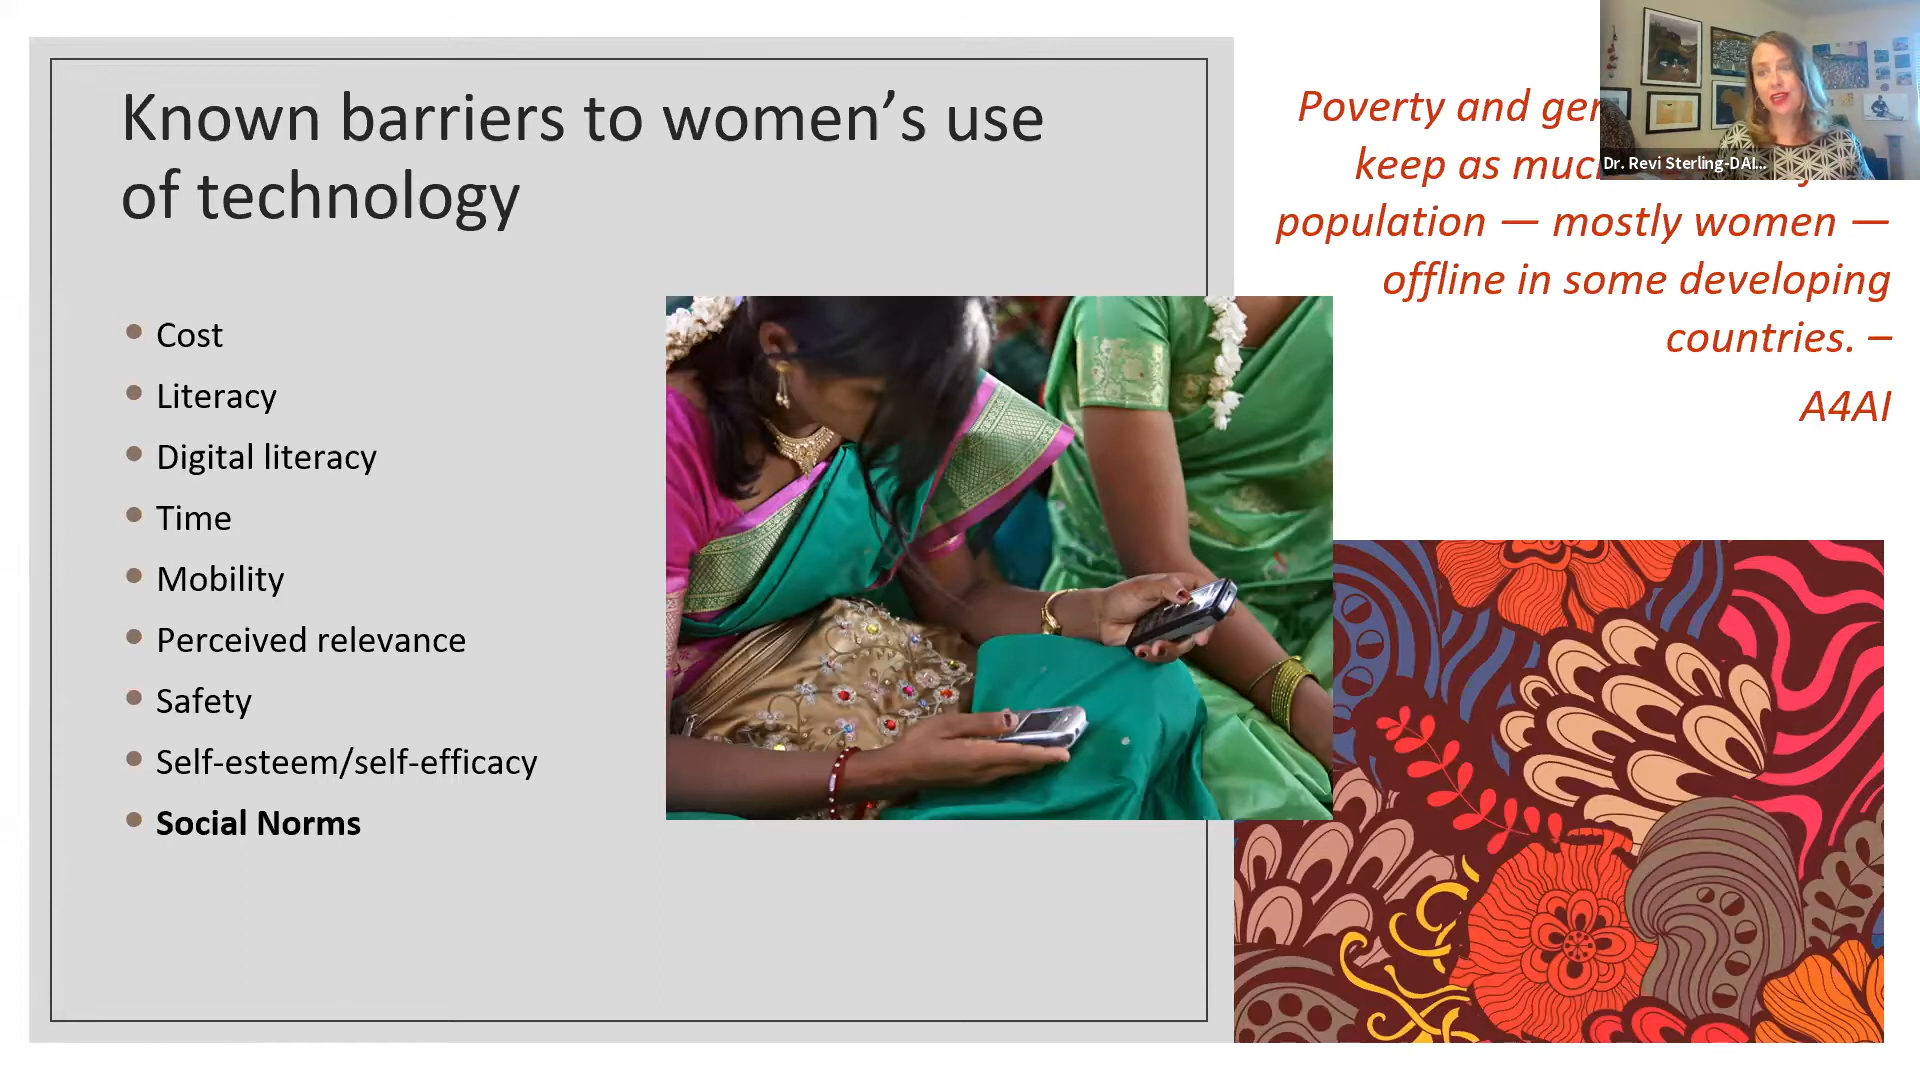 Known barriers to women’s use
of technology
Cost
Literacy
Digital literacy
Time
Mobility
Perceived relevance
Safety
Self-esteem/self-efficacy
Social Norms
Poverty and
keep as
population — mostly women —
offline in some developing
countries. –
A4AI
Dr. Revi Sterling-DAI...